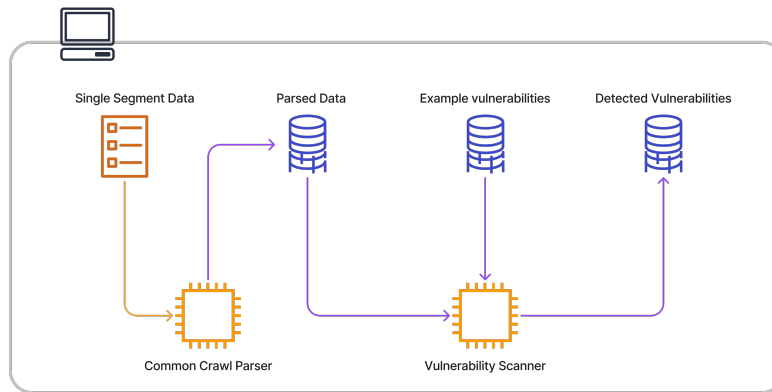 Single Segment Data
Parsed Data
Example vulnerabilities
Detected Vulnerabilities
Common Crawl Parser
Vulnerability Scanner